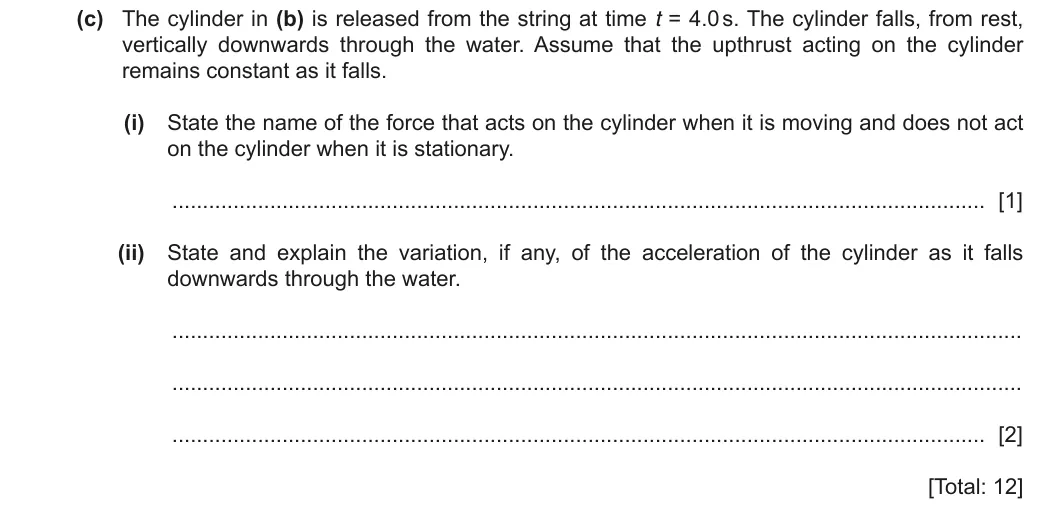 (c) The cylinder in (b) is released from the string at time t = 4.0 s. The cylinder falls, from rest,
vertically downwards through the water. Assume that the upthrust acting on the cylinder
remains constant as it falls.
(i) State the name of the force that acts on the cylinder when it is moving and does not act
on the cylinder when it is stationary.
.................................................................................................................................. [1]
(ii) State and explain the variation, if any, of the acceleration of the cylinder as it falls
downwards through the water.
..........................................................................................................................................
..........................................................................................................................................
.................................................................................................................................. [2]
[Total: 12]